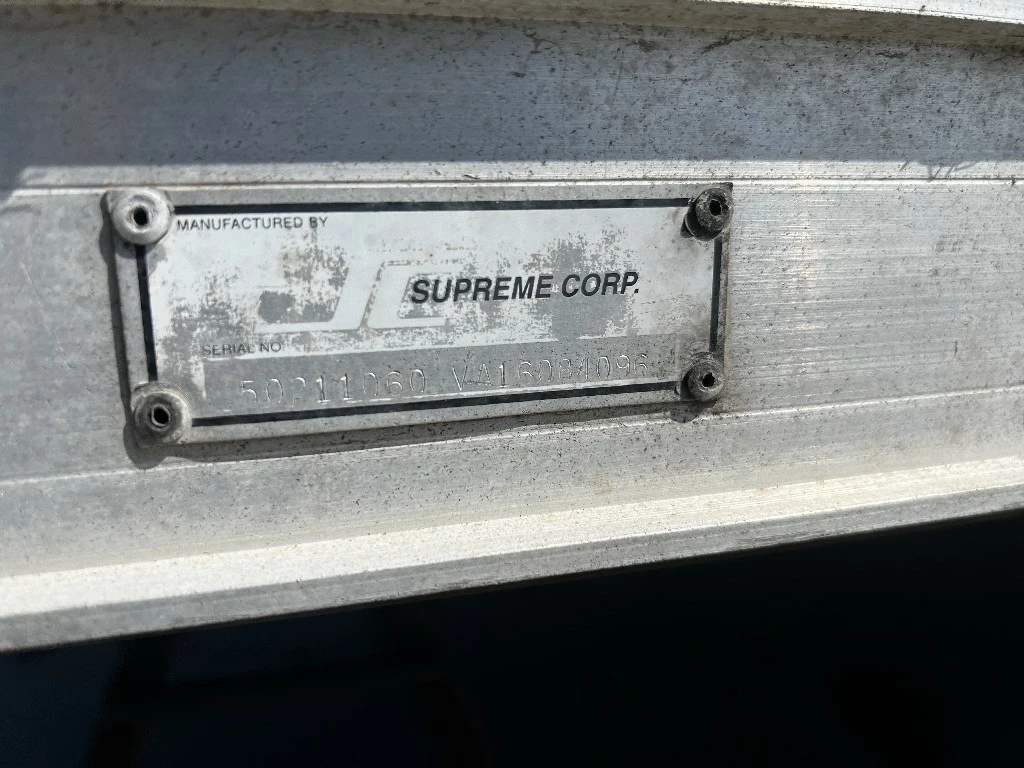 MANUFACTURED BY
SUPREME CORP.
SERIAL NO
50211060 VA16084096